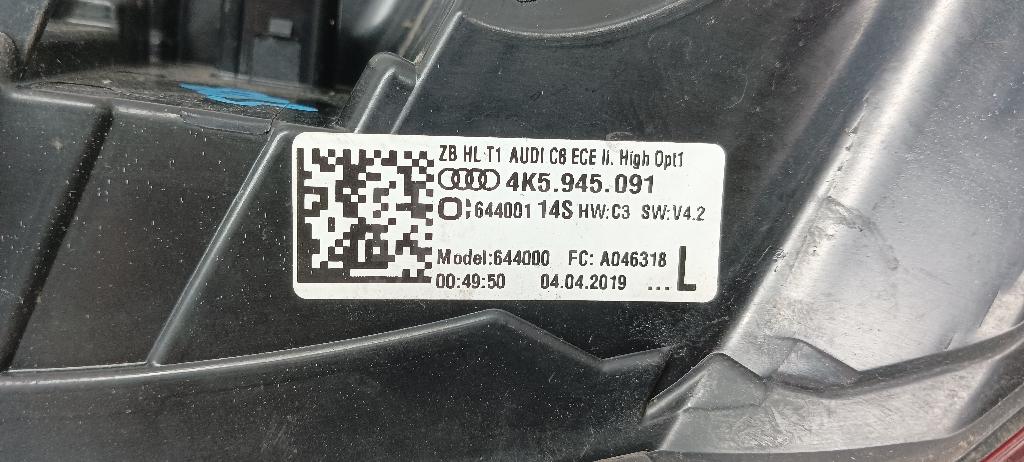 ZB HL T1 AUDI C8 ECE li. High Opt1
4K5.945.091
644001 14S HW:C3 SW:V4.2
Model:644000 FC: A046318 L
00:49:50 04.04.2019 ...